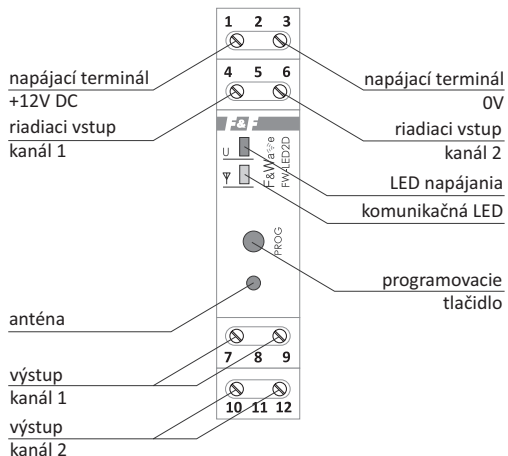 1 2 3
napájací terminál
+12V DC
napájací terminál
0V
4 5 6
riadiaci vstup
kanál 1
riadiaci vstup
kanál 2
F&F
U
F&Wave
FW-LED2D
LED napájania
komunikačná LED
PROG
programovacie
tlačidlo
anténa
7 8 9
výstup
kanál 1
10 11 12
výstup
kanál 2